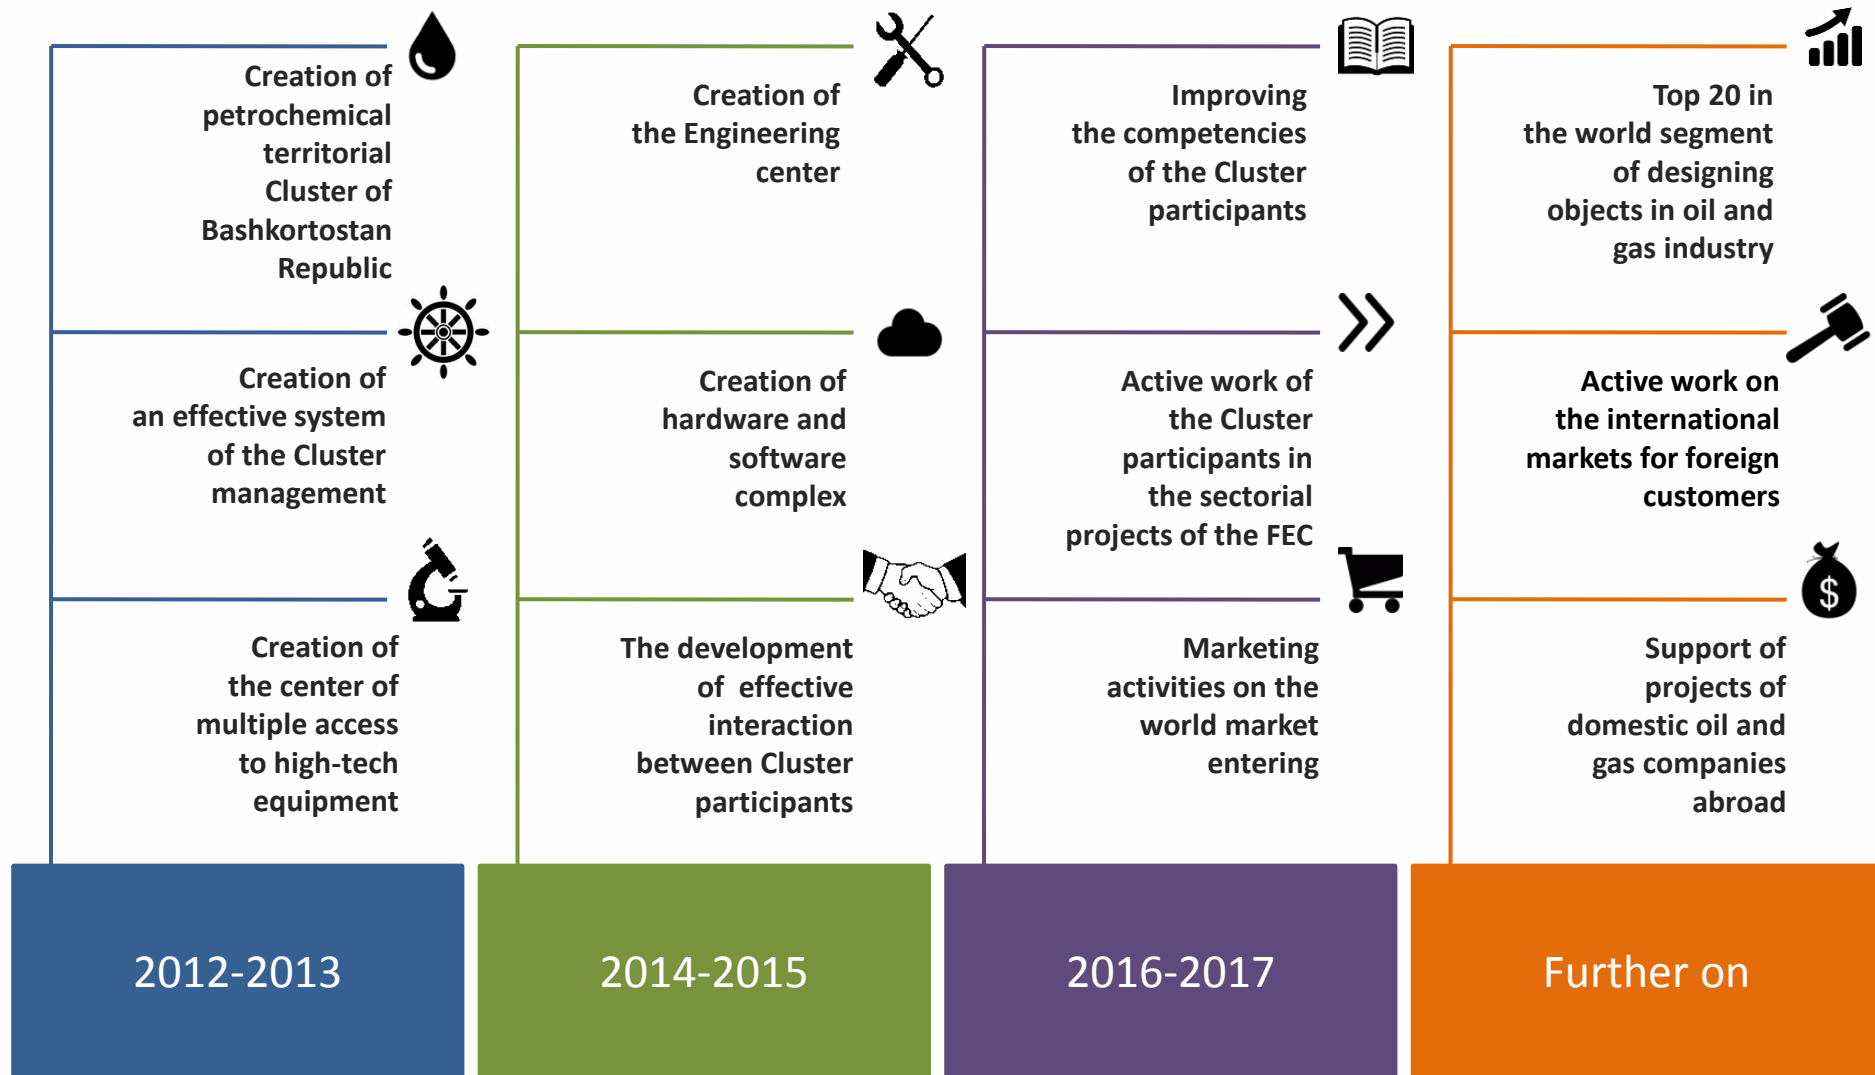 Creation of
petrochemical
territorial
Cluster of
Bashkortostan
Republic
Creation of
an effective system
of the Cluster
management
Creation of
the center of
multiple access
to high-tech
equipment
2012-2013
Creation of
the Engineering
center
Creation of
hardware and
software
complex
The development
of effective
interaction
between Cluster
participants
2014-2015
Improving
the competencies
of the Cluster
participants
Active work of
the Cluster
participants in
the sectorial
projects of the FEC
Marketing
activities on the
world market
entering
2016-2017
Top 20 in
the world segment
of designing
objects in oil and
gas industry
Active work on
the international
markets for foreign
customers
$
Support of
projects of
domestic oil and
gas companies
abroad
Further on